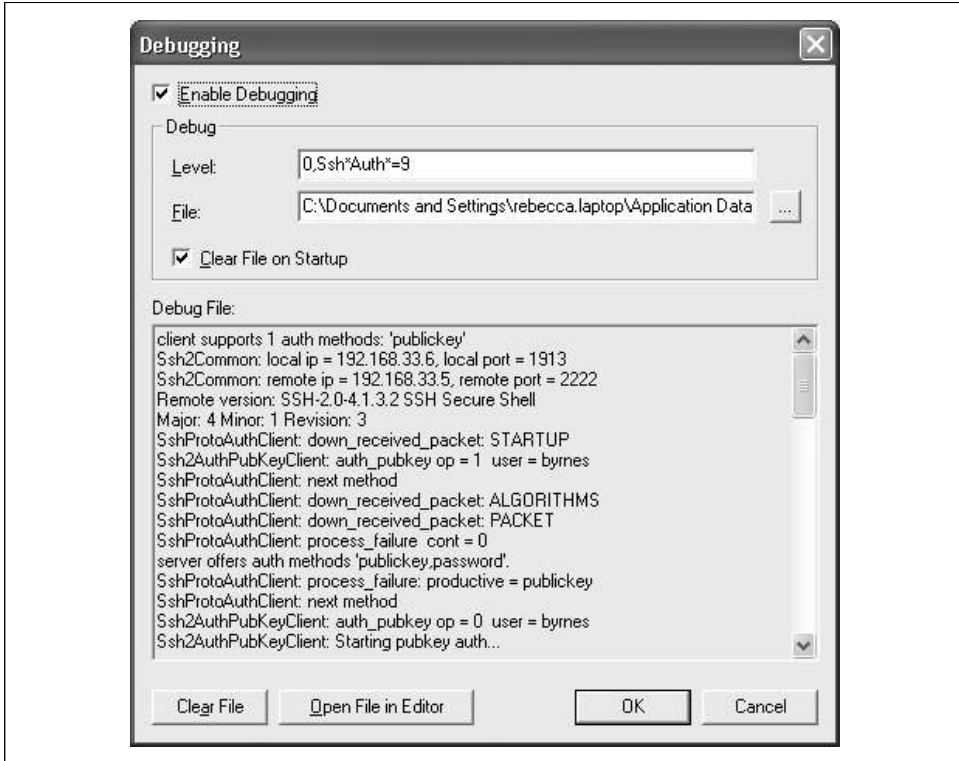 Debugging
Enable Debugging
Debug
Level:
0,Ssh*Auth*=9
File:
C:\Documents and Settings\rebecca.laptop\Application Data
...
Clear File on Startup
Debug File:
client supports 1 auth methods: 'publickey'
Ssh2Common: local ip = 192.168.33.6, local port = 1913
Ssh2Common: remote ip = 192.168.33.5, remote port = 2222
Remote version: SSH-2.0-4.1.3.2 SSH Secure Shell
Major: 4 Minor: 1 Revision: 3
SshProtoAuthClient: down_received_packet: STARTUP
Ssh2AuthPubKeyClient: auth_pubkey op = 1  user = byrnes
SshProtoAuthClient: next method
SshProtoAuthClient: down_received_packet: ALGORITHMS
SshProtoAuthClient: down_received_packet: PACKET
SshProtoAuthClient: process_failure  cont = 0
server offers auth methods 'publickey,password'.
SshProtoAuthClient: process_failure: productive = publickey
SshProtoAuthClient: next method
Ssh2AuthPubKeyClient: auth_pubkey op = 0  user = byrnes
Ssh2AuthPubKeyClient: Starting pubkey auth...
Clear File
Open File in Editor
OK
Cancel